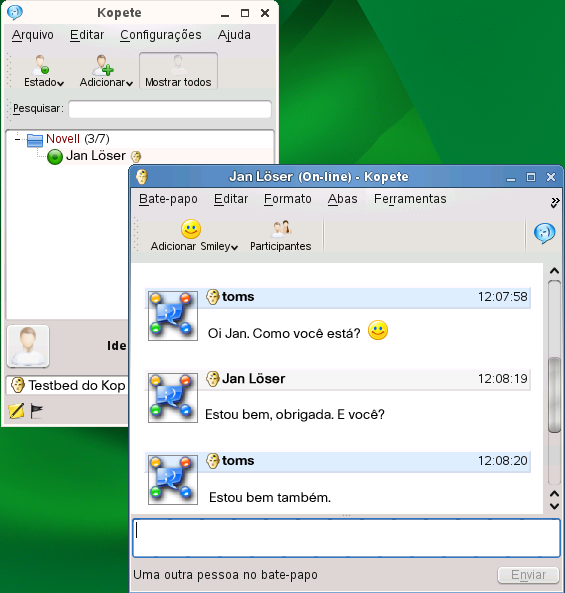 Kopete
Arquivo Editar Configurações Ajuda
Estado Adicionar Mostrar todos
Pesquisar:
Novell (3/7)
Jan Löser
Ide
Testbed do Kop
Jan Löser (On-line) - Kopete
Bate-papo Editar Formato Abas Ferramentas
Adicionar Smiley Participantes
toms 12:07:58
Oi Jan. Como você está?
Jan Löser 12:08:19
Estou bem, obrigada. E você?
toms 12:08:20
Estou bem também.
Uma outra pessoa no bate-papo Enviar